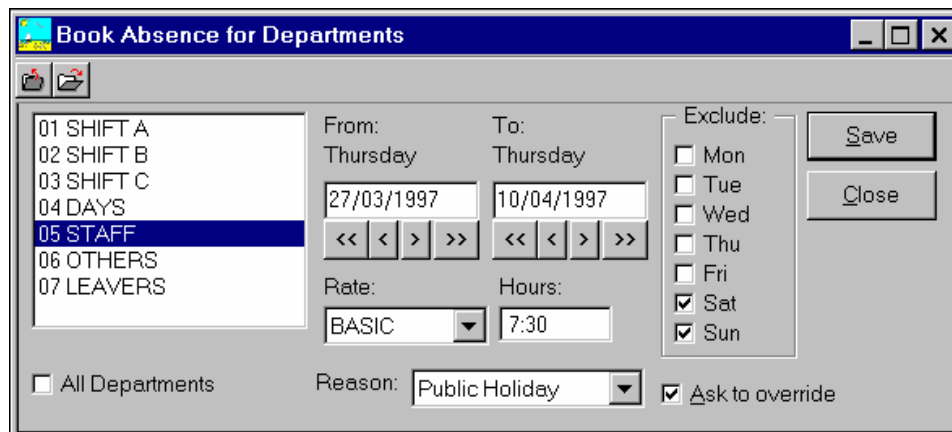 Book Absence for Departments
01 SHIFT A
02 SHIFT B
03 SHIFT C
04 DAYS
05 STAFF
06 OTHERS
07 LEAVERS
All Departments
From:
Thursday
27/03/1997
<< < > >>
To:
Thursday
10/04/1997
<< < > >>
Rate:
BASIC
Hours:
7:30
Reason: Public Holiday
Exclude:
Mon
Tue
Wed
Thu
Fri
Sat
Sun
Ask to override
Save
Close